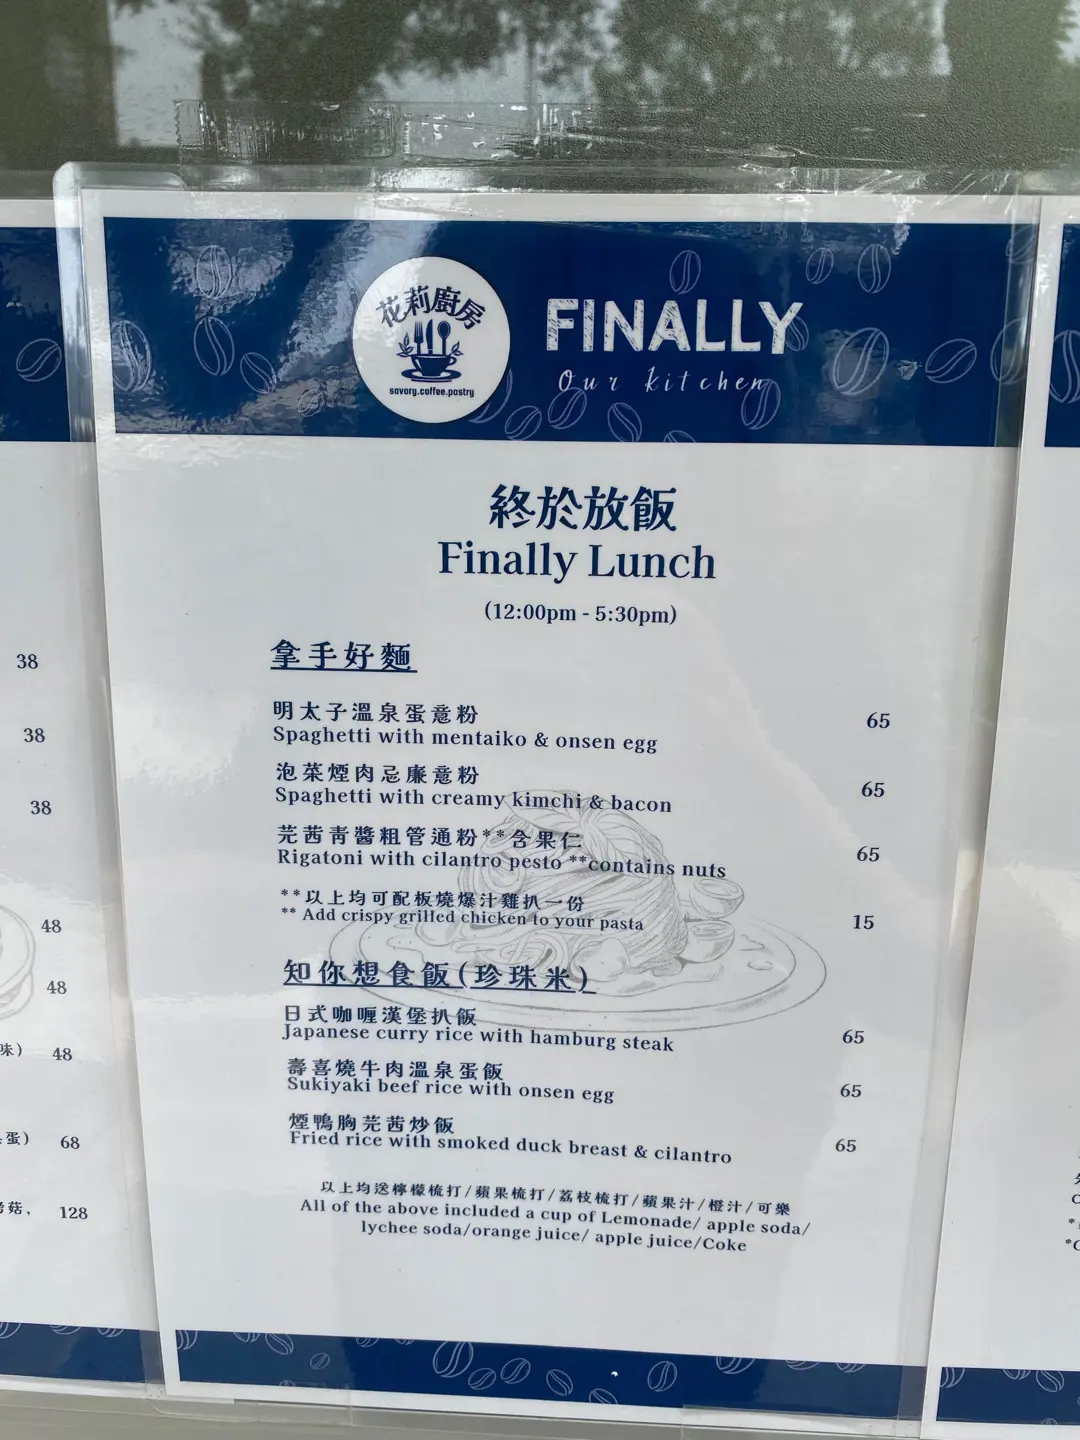 花莉廚房
savory.coffee.pastry
FINALLY
Our kitchen
終於放飯
Finally Lunch
(12:00pm - 5:30pm)
拿手好麵
明太子溫泉蛋意粉
Spaghetti with mentaiko & onsen egg 65
泡菜煙肉忌廉意粉
Spaghetti with creamy kimchi & bacon 65
芫茜青醬粗管通粉**含果仁
Rigatoni with cilantro pesto **contains nuts 65
**以上均可配板燒爆汁雞扒一份
** Add crispy grilled chicken to your pasta 15
知你想食飯(珍珠米)
日式咖喱漢堡扒飯
Japanese curry rice with hamburg steak 65
壽喜燒牛肉溫泉蛋飯
Sukiyaki beef rice with onsen egg 65
煙鴨胸芫茜炒飯
Fried rice with smoked duck breast & cilantro 65
以上均送檸檬梳打/蘋果梳打/荔枝梳打/蘋果汁/橙汁/可樂
All of the above included a cup of Lemonade/ apple soda/
lychee soda/orange juice/ apple juice/Coke
38
38
38
48
48
味) 48
蛋) 68
菇, 128